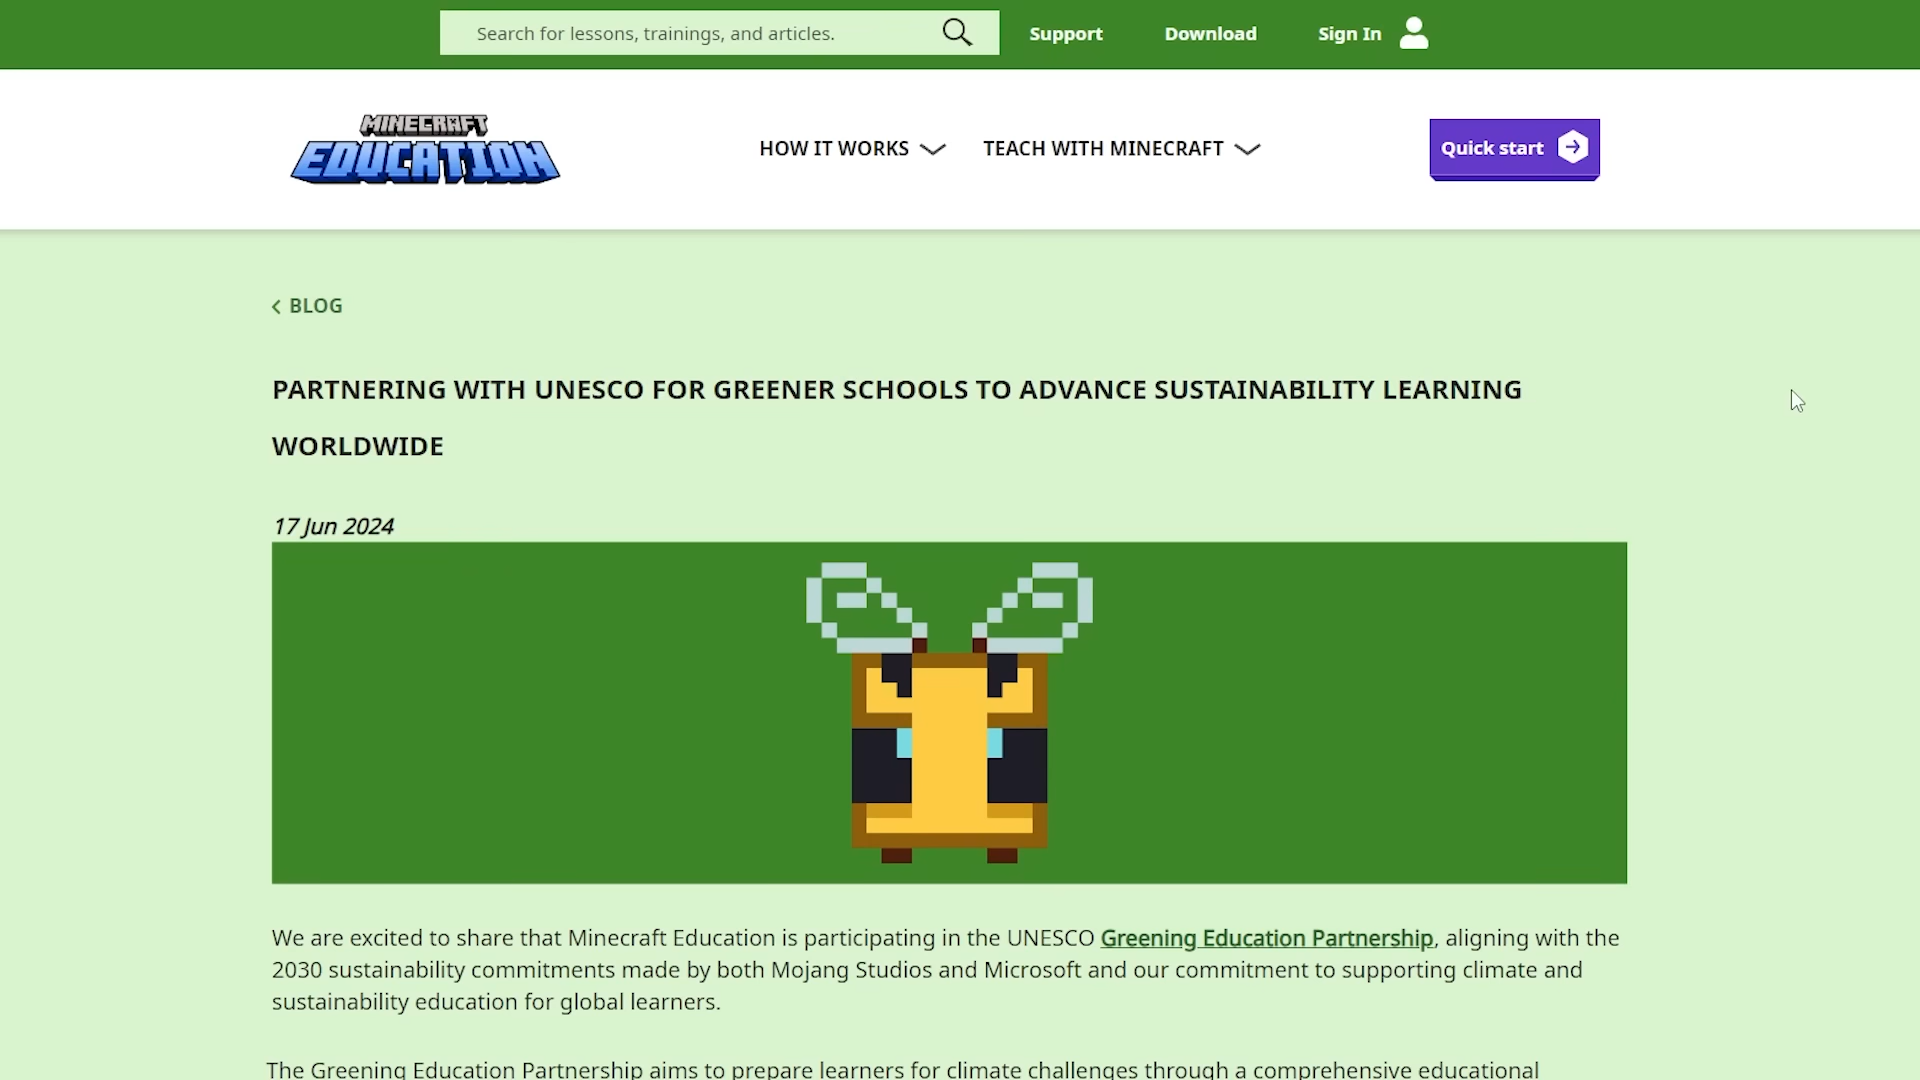 Search for lessons, trainings, and articles.
Support
Download
Sign In
MINECRAFT
EDUCATION
HOW IT WORKS
TEACH WITH MINECRAFT
Quick start
BLOG
PARTNERING WITH UNESCO FOR GREENER SCHOOLS TO ADVANCE SUSTAINABILITY LEARNING
WORLDWIDE
17 Jun 2024
We are excited to share that Minecraft Education is participating in the UNESCO Greening Education Partnership, aligning with the
2030 sustainability commitments made by both Mojang Studios and Microsoft and our commitment to supporting climate and
sustainability education for global learners.
The Greening Education Partnership aims to prepare learners for climate challenges through a comprehensive educational